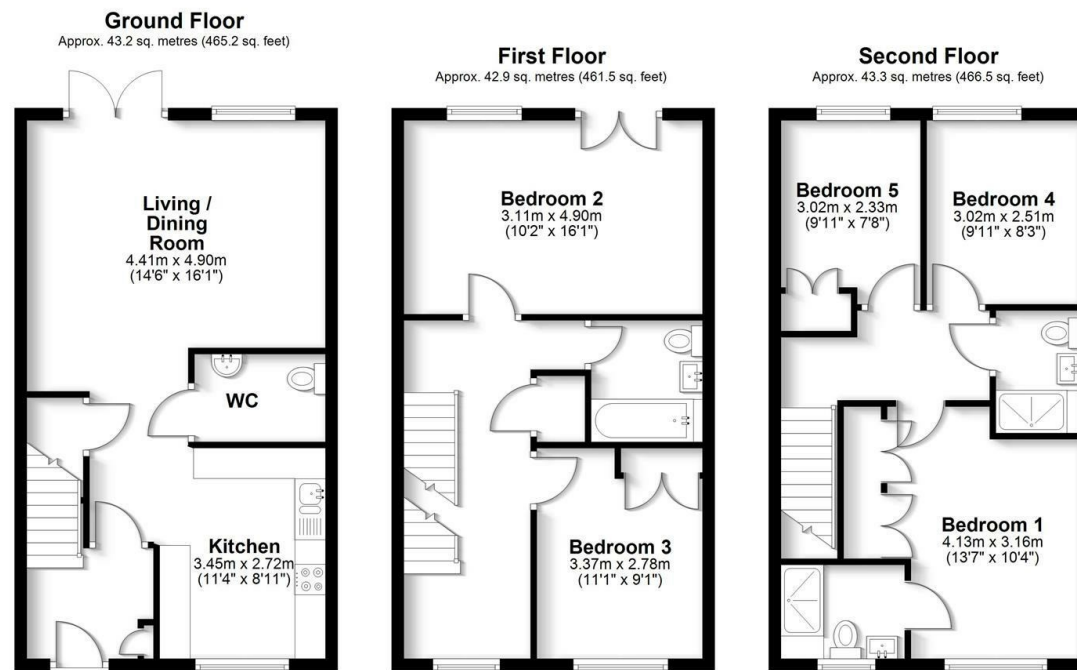 Ground Floor
Approx. 43.2 sq. metres (465.2 sq. feet)
Living /
Dining
Room
4.41m x 4.90m
(14'6" x 16'1")
WC
Kitchen
3.45m x 2.72m
(11'4" x 8'11")
First Floor
Approx. 42.9 sq. metres (461.5 sq. feet)
Bedroom 2
3.11m x 4.90m
(10'2" x 16'1")
Bedroom 3
3.37m x 2.78m
(11'1" x 9'1")
Second Floor
Approx. 43.3 sq. metres (466.5 sq. feet)
Bedroom 5
3.02m x 2.33m
(9'11" x 7'8")
Bedroom 4
3.02m x 2.51m
(9'11" x 8'3")
Bedroom 1
4.13m x 3.16m
(13'7" x 10'4")